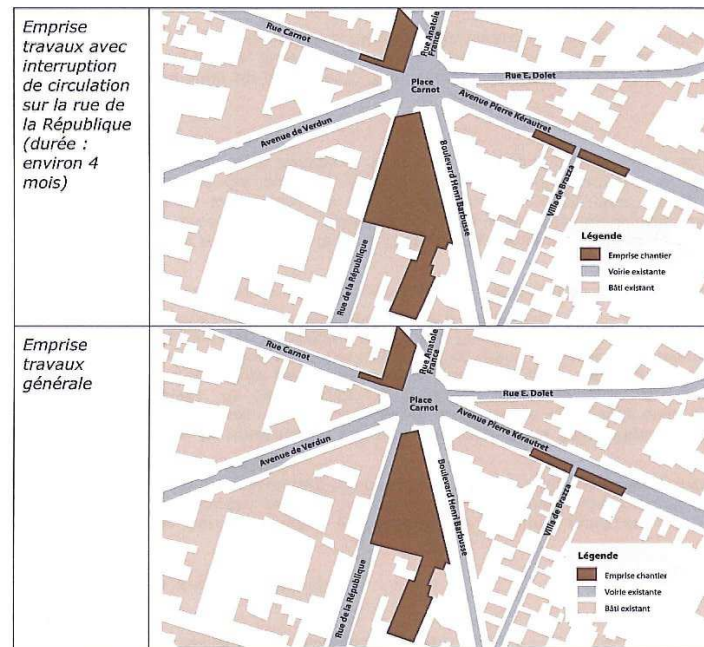 Emprise
travaux avec
interruption
de circulation
sur la rue de
la République
(durée :
environ 4
mois)
Rue Carnot
Rue Anatole
France
Place
Carnot
Rue E. Dolet
Avenue Pierre Kérautret
Avenue de Verdun
Boulevard Henri Barbusse
Villa de Brazza
Rue de la République
Légende
Emprise chantier
Voirie existante
Bâti existant
Emprise
travaux
générale
Rue Carnot
Rue Anatole
France
Place
Carnot
Rue E. Dolet
Avenue Pierre Kérautret
Avenue de Verdun
Boulevard Henri Barbusse
Villa de Brazza
Rue de la République
Légende
Emprise chantier
Voirie existante
Bâti existant